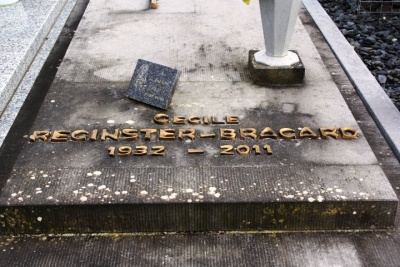 CECILE
REGINSTER-BRAGARD
1932 - 2011